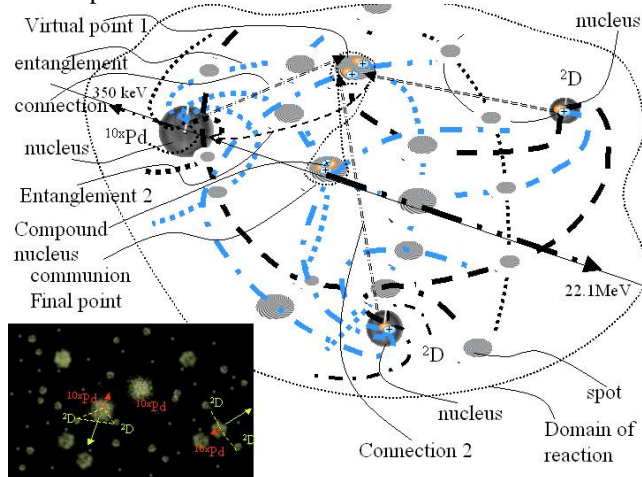 Virtual point 1
nucleus
entanglement
²D
connection
350 keV
¹⁰ˣPd
nucleus
Entanglement 2
Compound
nucleus
communion
Final point
22.1MeV
²D
spot
nucleus
Domain of
reaction
Connection 2
¹⁰ˣPd
¹⁰ˣPd
²D
²D
²D
²D
¹⁰ˣPd